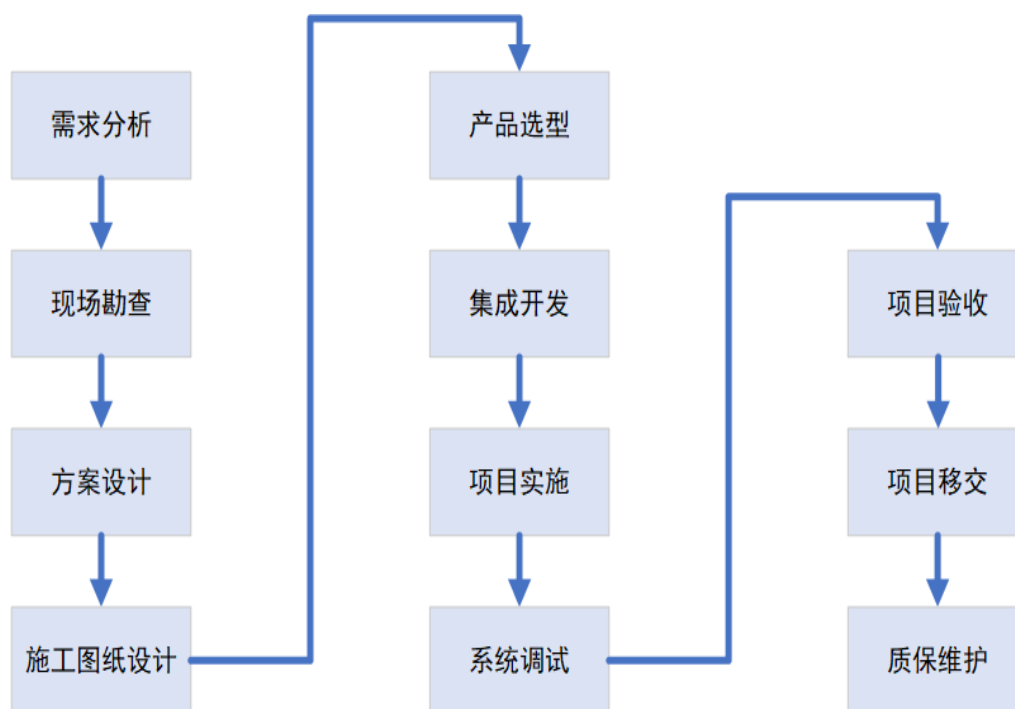 需求分析
现场勘查
方案设计
施工图纸设计
产品选型
集成开发
项目实施
系统调试
项目验收
项目移交
质保维护